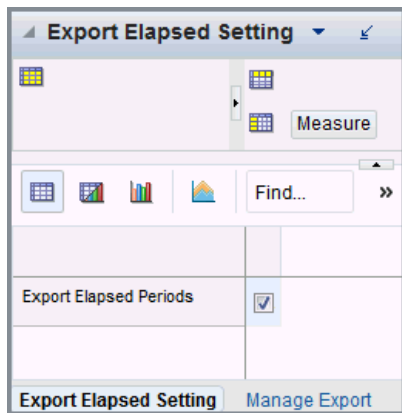 Export Elapsed Setting
Measure
Find...
Export Elapsed Periods
Export Elapsed Setting Manage Export